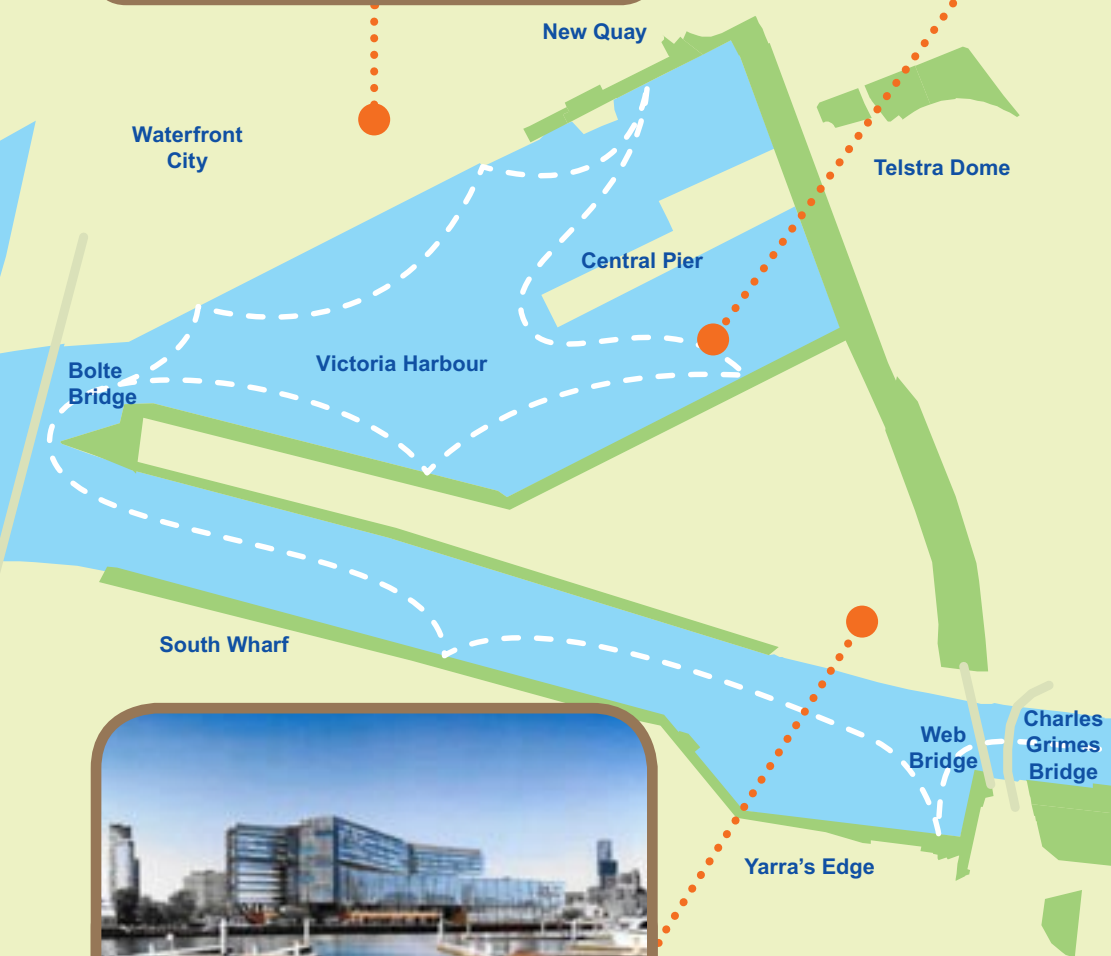 New Quay
Waterfront
City
Telstra Dome
Central Pier
Victoria Harbour
Bolte
Bridge
South Wharf
Charles
Grimes
Bridge
Web
Bridge
Yarra's Edge